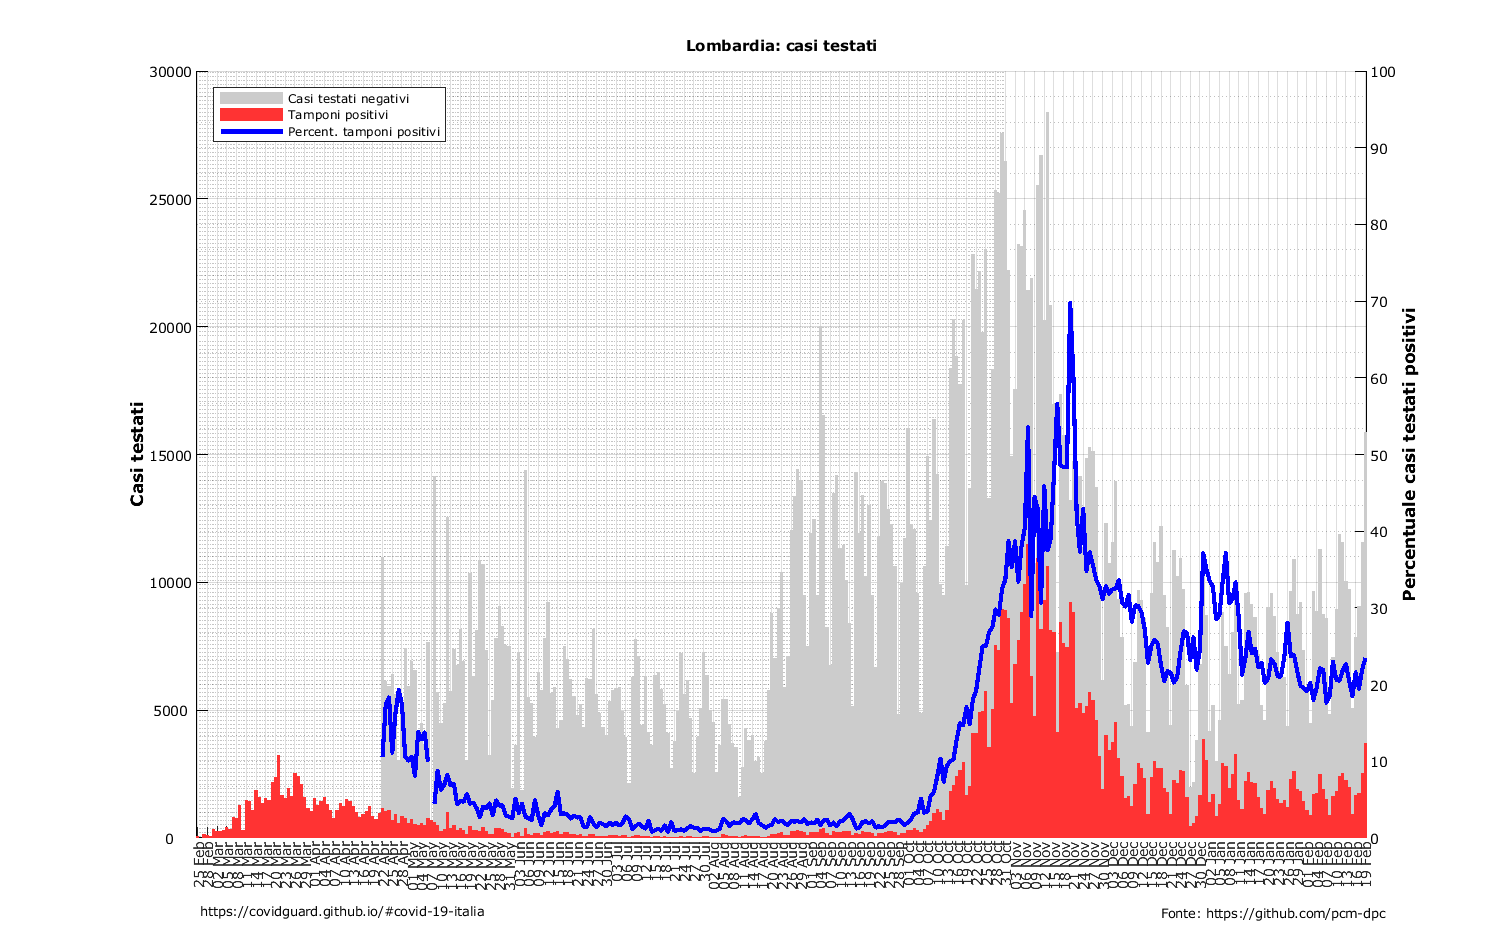 Lombardia: casi testati
Casi testati negativi
Tamponi positivi
Percent. tamponi positivi
30000
25000
20000
15000
10000
5000
0
Casi testati
100
90
80
70
60
50
40
30
20
10
0
Percentuale casi testati positivi
25 Feb
28 Feb
02 Mar
05 Mar
08 Mar
11 Mar
14 Mar
17 Mar
20 Mar
23 Mar
26 Mar
29 Mar
01 Apr
04 Apr
07 Apr
10 Apr
13 Apr
16 Apr
19 Apr
22 Apr
25 Apr
28 Apr
01 May
04 May
07 May
10 May
13 May
16 May
19 May
22 May
25 May
28 May
31 May
03 Jun
06 Jun
09 Jun
12 Jun
15 Jun
18 Jun
21 Jun
24 Jun
27 Jun
30 Jun
03 Jul
06 Jul
09 Jul
12 Jul
15 Jul
18 Jul
21 Jul
24 Jul
27 Jul
30 Jul
02 Aug
05 Aug
08 Aug
11 Aug
14 Aug
17 Aug
20 Aug
23 Aug
26 Aug
29 Aug
01 Sep
04 Sep
07 Sep
10 Sep
13 Sep
16 Sep
19 Sep
22 Sep
25 Sep
28 Sep
01 Oct
04 Oct
07 Oct
10 Oct
13 Oct
16 Oct
19 Oct
22 Oct
25 Oct
28 Oct
31 Oct
03 Nov
06 Nov
09 Nov
12 Nov
15 Nov
18 Nov
21 Nov
24 Nov
27 Nov
30 Nov
03 Dec
06 Dec
09 Dec
12 Dec
15 Dec
18 Dec
21 Dec
24 Dec
27 Dec
30 Dec
02 Jan
05 Jan
08 Jan
11 Jan
14 Jan
17 Jan
20 Jan
23 Jan
26 Jan
29 Jan
01 Feb
04 Feb
07 Feb
10 Feb
13 Feb
16 Feb
19 Feb
https://covidguard.github.io/#covid-19-italia
Fonte: https://github.com/pcm-dpc